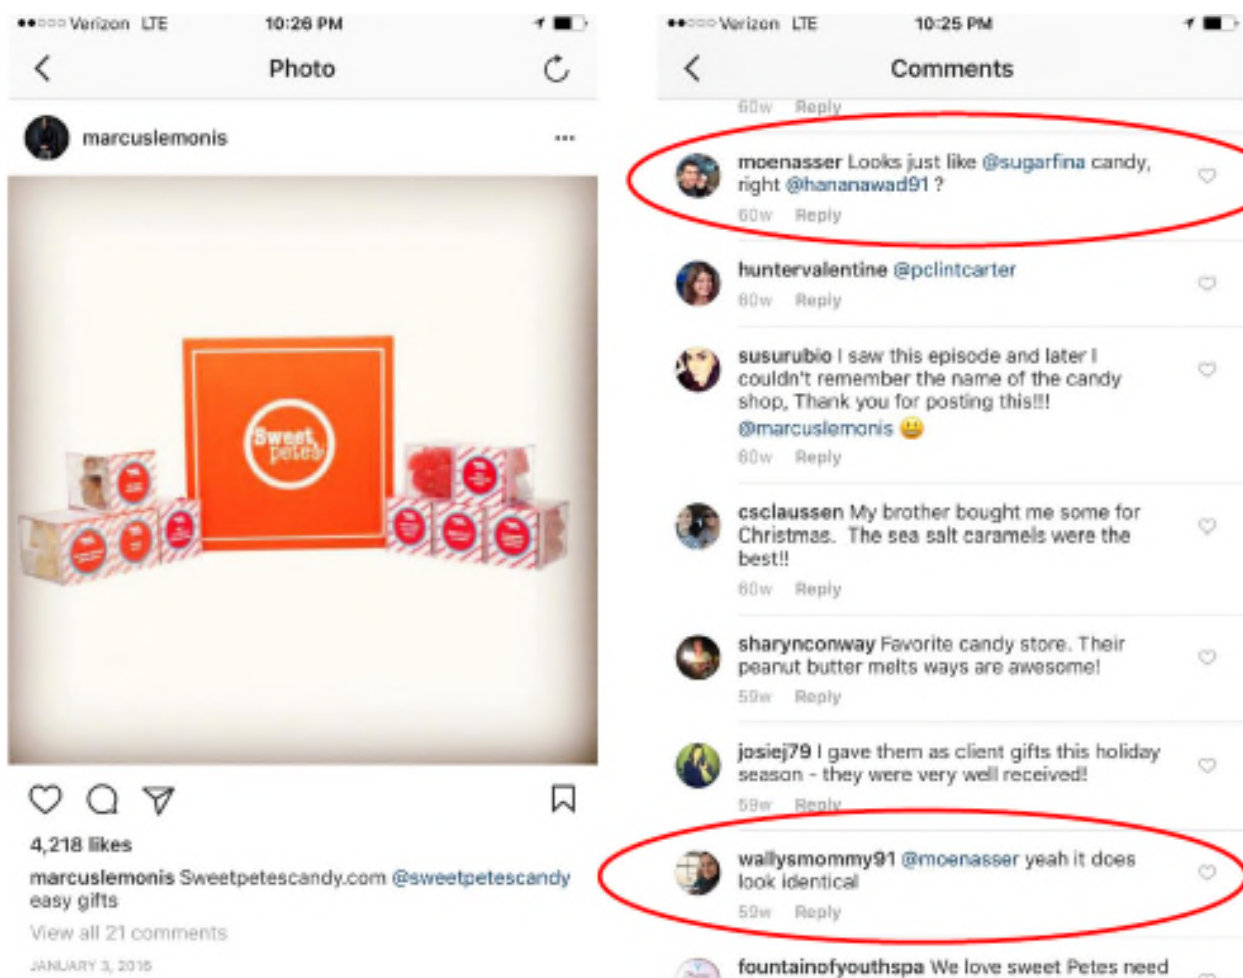 Verizon LTE
10:26 PM
Photo
marcuslemonis
Sweet
petes
4,218 likes
marcuslemonis Sweetpetescandy.com @sweetpetescandy
easy gifts
View all 21 comments
JANUARY 3, 2016
Verizon LTE
10:25 PM
Comments
60w Reply
moenasser Looks just like @sugarfina candy,
right @hananawad91 ?
60w Reply
huntervalentine @pclintcarter
60w Reply
susurubio I saw this episode and later I
couldn't remember the name of the candy
shop, Thank you for posting this!!!
@marcuslemonis 😃
60w Reply
csclaussen My brother bought me some for
Christmas. The sea salt caramels were the
best!!
60w Reply
sharynconway Favorite candy store. Their
peanut butter melts ways are awesome!
59w Reply
josiej79 I gave them as client gifts this holiday
season - they were very well received!
59w Reply
wallysmommy91 @moenasser yeah it does
look identical
59w Reply
fountainofyouthspa We love sweet Petes need